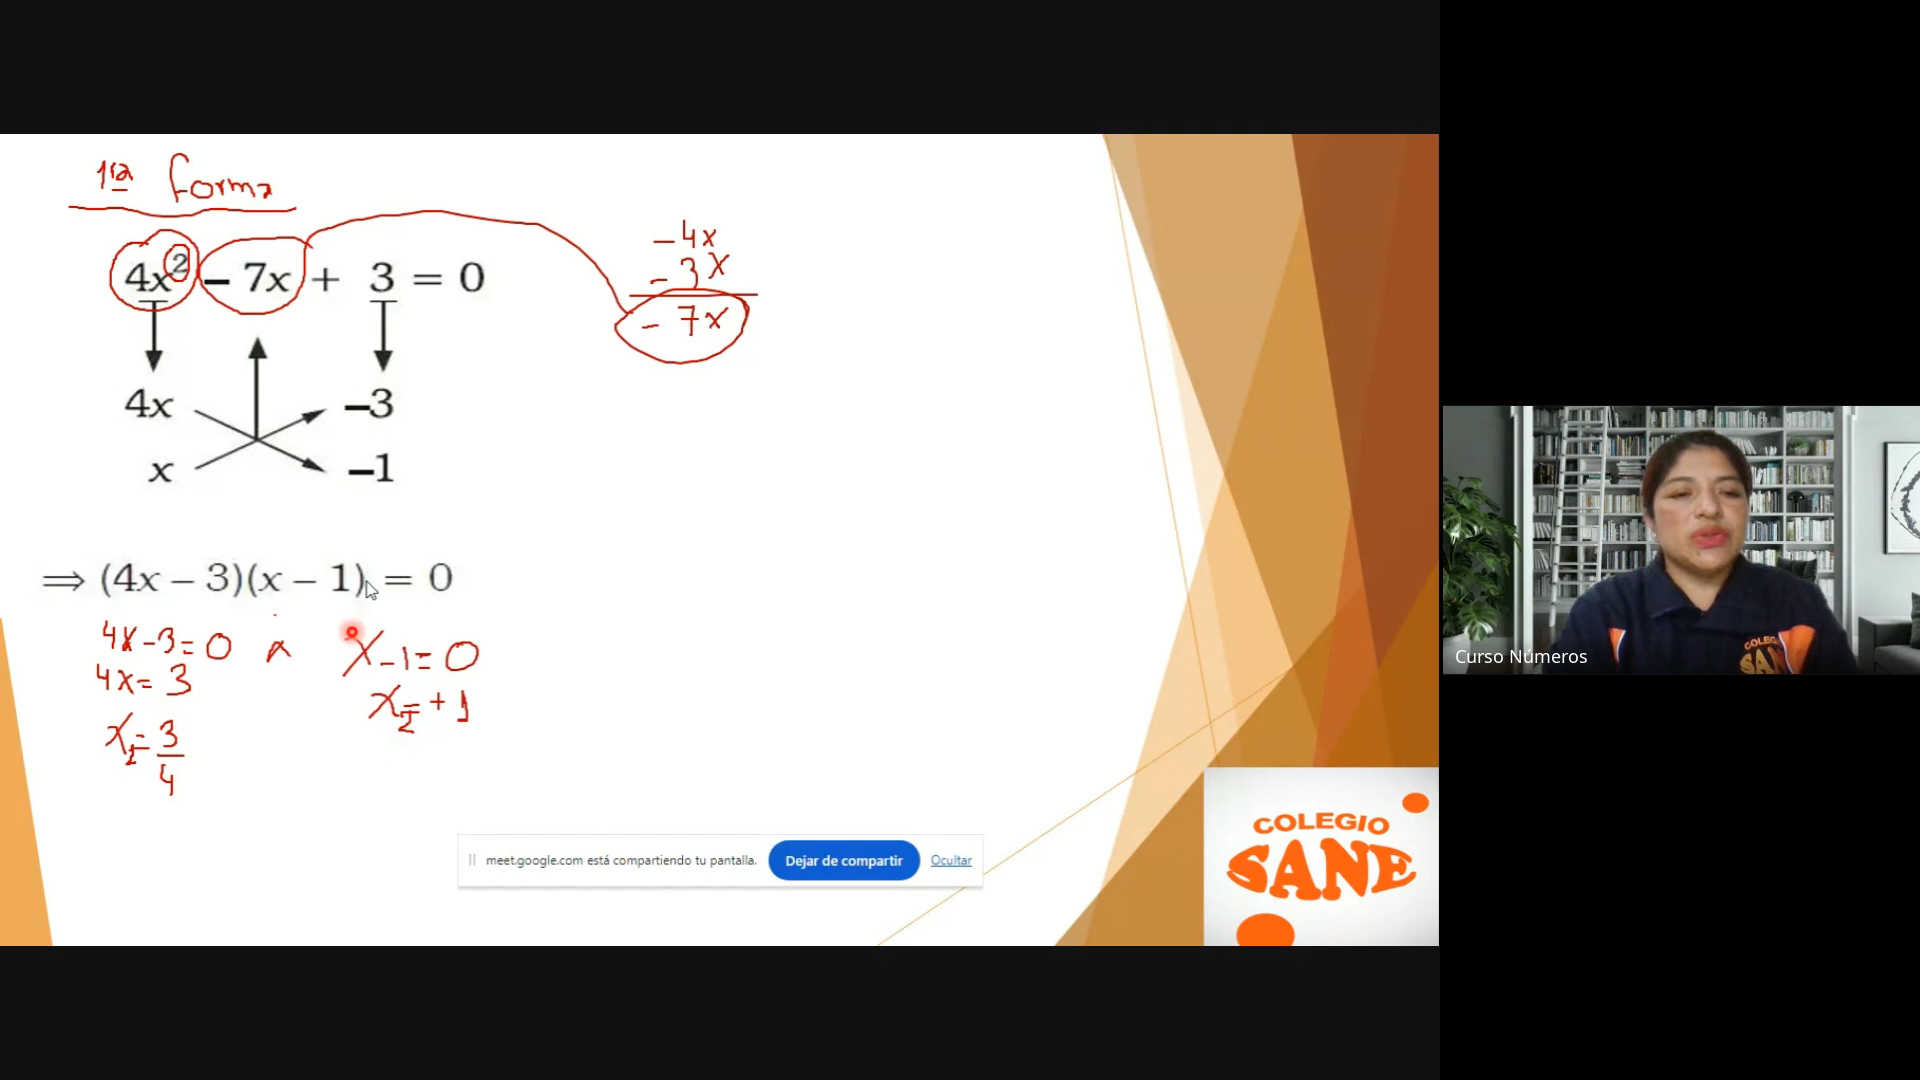 1ra forma
4x² – 7x + 3 = 0
– 4x
– 3x
– 7x
4x –3
x –1
⟹ (4x – 3)(x – 1) = 0
4x – 3 = 0 ∧ x – 1 = 0
4x = 3
x₂ = + 1
x₁ = 3/4
meet.google.com está compartiendo tu pantalla. Dejar de compartir Ocultar
COLEGIO
SANE
COLEG
SA
Curso Números